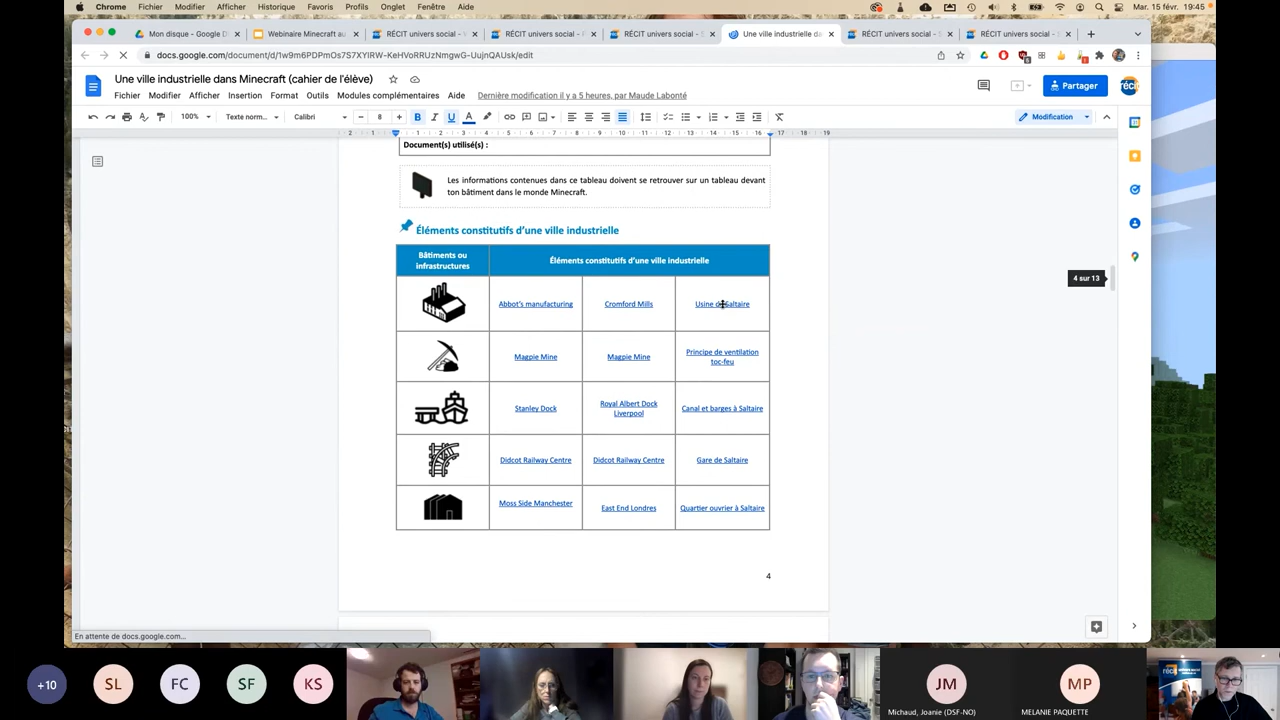 Chrome Fichier Modifier Afficher Historique Favoris Profils Onglet Fenêtre Aide
Mar. 15 févr. 19:45
Mon disque - Google D
Webinaire Minecraft au
RÉCIT univers social -
RÉCIT univers social -
RÉCIT univers social -
Une ville industrielle dan
RÉCIT univers social -
RÉCIT univers social -
docs.google.com/document/d/
Une ville industrielle dans Minecraft (cahier de l'élève)
Partager
Fichier Modifier Afficher Insertion Format Outils Modules complémentaires Aide
Dernière modification il y a 5 heures, par Maude Labonté
100% Texte norm... Calibri 8
Modification
Document(s) utilisé(s) :
Les informations contenues dans ce tableau doivent se retrouver sur un tableau devant
ton bâtiment dans le monde Minecraft.
Éléments constitutifs d'une ville industrielle
Bâtiments ou
infrastructures
Éléments constitutifs d'une ville industrielle
4 sur 13
Abbot's manufacturing
Cromford Mills
Usine de Saltaire
Magpie Mine
Magpie Mine
Principe de ventilation
toc-feu
Stanley Dock
Royal Albert Dock
Liverpool
Canal et barges à Saltaire
Didcot Railway Centre
Didcot Railway Centre
Gare de Saltaire
Moss Side Manchester
East End Londres
Quartier ouvrier à Saltaire
4
En attente de docs.google.com...
+10
SL
FC
SF
KS
JM
MP
Michaud, Joanie (DSF-NO)
MELANIE PAQUETTE
récit